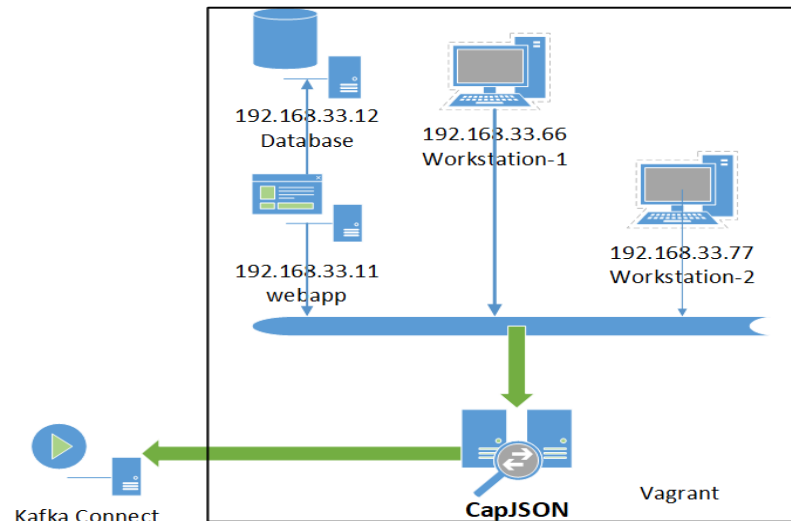 192.168.33.12
Database
192.168.33.66
Workstation-1
192.168.33.77
Workstation-2
192.168.33.11
webapp
CapJSON
Vagrant
Kafka Connect